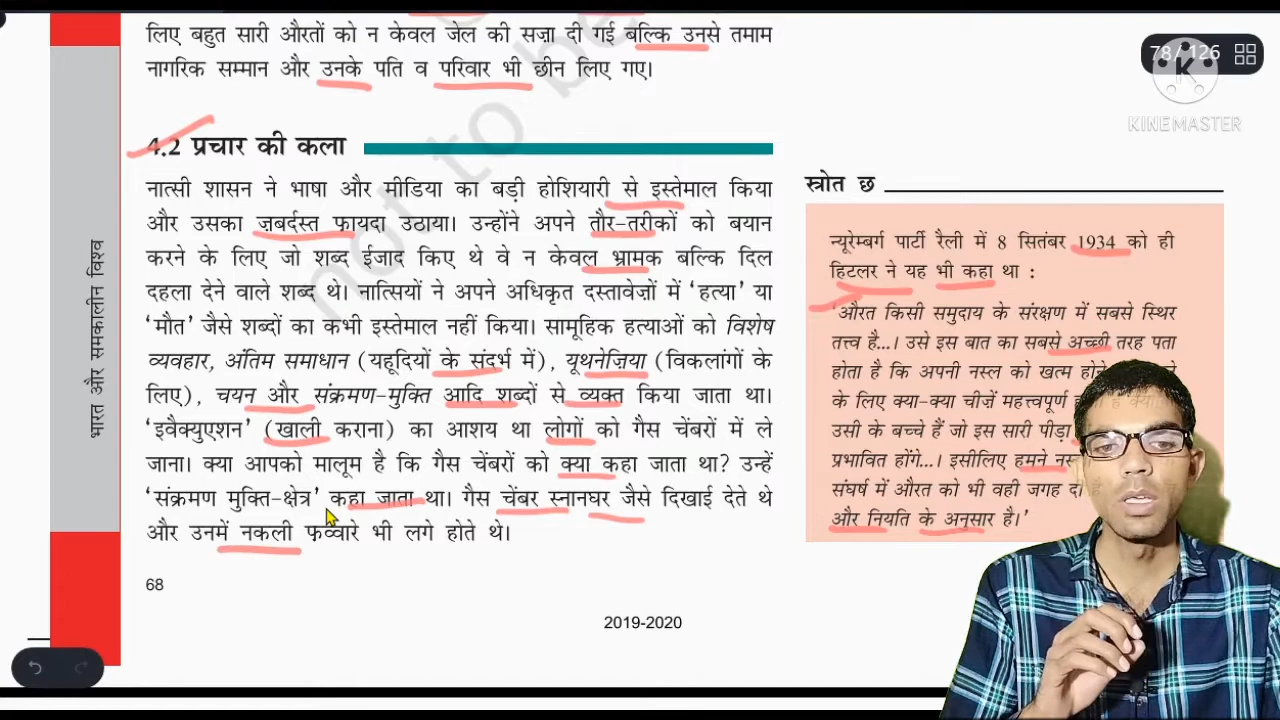 लिए बहुत सारी औरतों को न केवल जेल की सज़ा दी गई बल्कि उनसे तमाम
नागरिक सम्मान और उनके पति व परिवार भी छीन लिए गए।
4.2 प्रचार की कला
नात्सी शासन ने भाषा और मीडिया का बड़ी होशियारी से इस्तेमाल किया
और उसका ज़बर्दस्त फ़ायदा उठाया। उन्होंने अपने तौर-तरीकों को बयान
करने के लिए जो शब्द ईजाद किए थे वे न केवल भ्रामक बल्कि दिल
दहला देने वाले शब्द थे। नात्सियों ने अपने अधिकृत दस्तावेज़ों में ‘हत्या’ या
‘मौत’ जैसे शब्दों का कभी इस्तेमाल नहीं किया। सामूहिक हत्याओं को विशेष
व्यवहार, अंतिम समाधान (यहूदियों के संदर्भ में), यूथनेज़िया (विकलांगों के
लिए), चयन और संक्रमण-मुक्ति आदि शब्दों से व्यक्त किया जाता था।
‘इवैक्युएशन’ (खाली कराना) का आशय था लोगों को गैस चेंबरों में ले
जाना। क्या आपको मालूम है कि गैस चेंबरों को क्या कहा जाता था? उन्हें
‘संक्रमण मुक्ति-क्षेत्र’ कहा जाता था। गैस चेंबर स्नानघर जैसे दिखाई देते थे
और उनमें नकली फव्वारे भी लगे होते थे।
68
2019-2020
भारत और समकालीन विश्व
not to be
स्रोत छ
न्यूरेम्बर्ग पार्टी रैली में 8 सितंबर 1934 को ही
हिटलर ने यह भी कहा था :
‘औरत किसी समुदाय के संरक्षण में सबसे स्थिर
तत्त्व है...। उसे इस बात का सबसे अच्छी तरह पता
होता है कि अपनी नस्ल को खत्म होने
के लिए क्या-क्या चीज़ें महत्त्वपूर्ण
उसी के बच्चे हैं जो इस सारी पीड़ा
प्रभावित होंगे...। इसीलिए हमने
संघर्ष में औरत को भी वही जगह
और नियति के अनुसार है।’
78 / 126
K
KINEMASTER